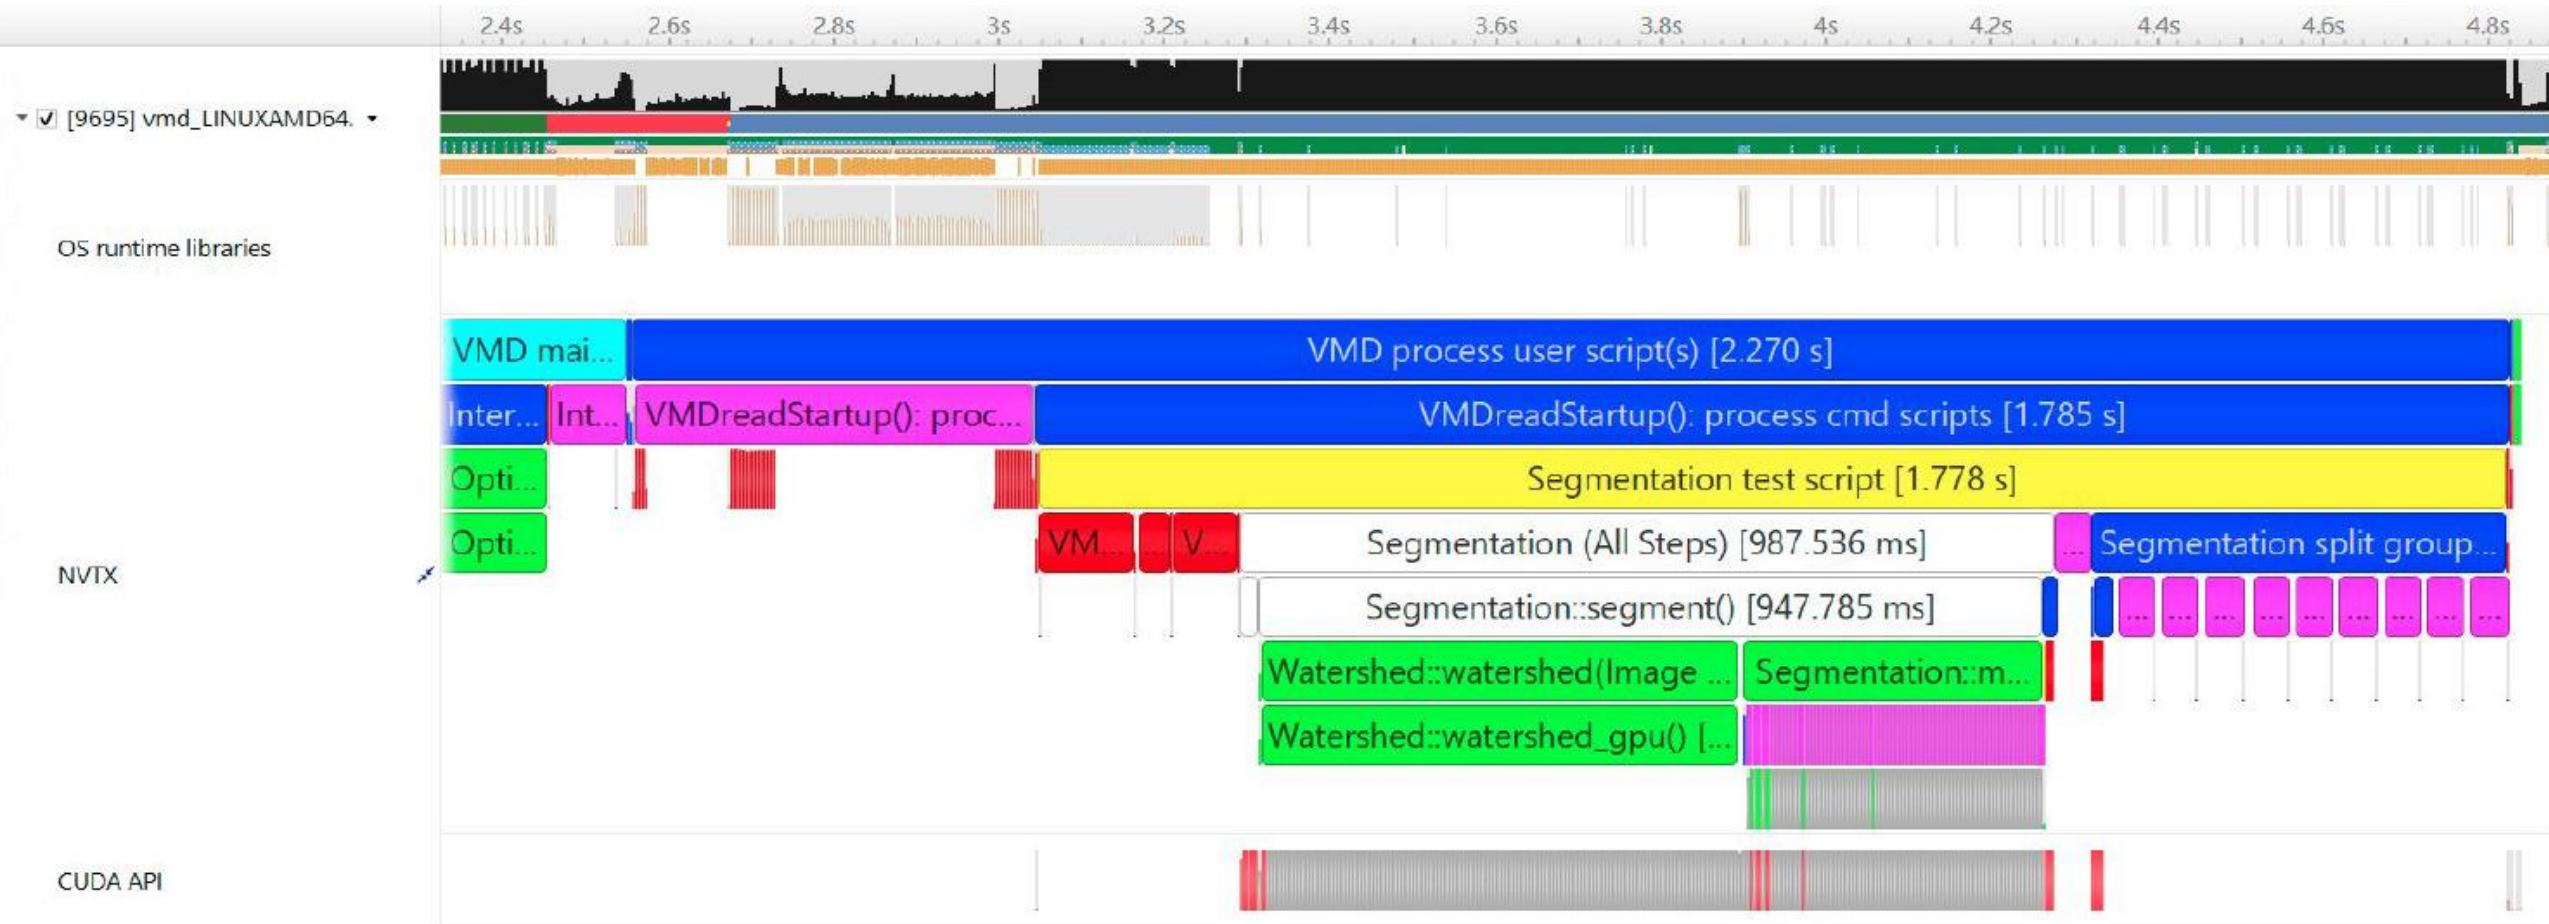 2.4s 2.6s 2.8s 3s 3.2s 3.4s 3.6s 3.8s 4s 4.2s 4.4s 4.6s 4.8s
[9695] vmd_LINUXAMD64.
OS runtime libraries
VMD mai... VMD process user script(s) [2.270 s]
Inter... Int... VMDreadStartup(): proc... VMDreadStartup(): process cmd scripts [1.785 s]
Opti... Segmentation test script [1.778 s]
Opti... VM... ... V... Segmentation (All Steps) [987.536 ms] ... Segmentation split group...
NVTX
Segmentation::segment() [947.785 ms] ... ... ... ... ... ... ... ... ...
Watershed::watershed(Image ... Segmentation::m...
Watershed::watershed_gpu() [...
CUDA API